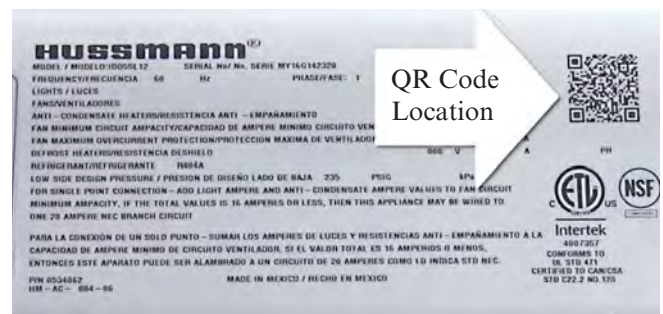 HUSSMANN®
MODEL / MODELO:IDD5SL12 SERIAL No/ No. SERIE MY16G142320
FREQUENCY/FRECUENCIA 60 Hz PHASE/FASE: 1
LIGHTS / LUCES
FANS/VENTILADORES
ANTI - CONDENSATE HEATERS/RESISTENCIA ANTI - EMPAÑAMIENTO
FAN MINIMUM CIRCUIT AMPACITY/CAPACIDAD DE AMPERE MINIMO CIRCUITO
FAN MAXIMUM OVERCURRENT PROTECTION/PROTECCION MAXIMA DE A
DEFROST HEATERS/RESISTENCIA DESHIELO V A PH
REFRIGERANT/REFRIGERANTE R404A
LOW SIDE DESIGN PRESSURE / PRESION DE DISEÑO LADO DE BAJA 235 PSIG
FOR SINGLE POINT CONNECTION - ADD LIGHT AMPERE AND ANTI - CONDENSATE AMPERE VALUES TO FAN CIRCUIT
MINIMUM AMPACITY, IF THE TOTAL VALUES IS 16 AMPERES OR LESS, THEN THIS APPLIANCE MAY BE WIRED TO
ONE 20 AMPERE NEC BRANCH CIRCUIT
PARA LA CONEXIÓN DE UN SOLO PUNTO - SUMAR LOS AMPERES DE LUCES Y RESISTENCIAS ANTI - EMPAÑAMIENTO A LA
CAPACIDAD DE AMPERE MINIMO DE CIRCUITO VENTILADOR, SI EL VALOR TOTAL ES 16 AMPERIOS O MENOS,
ENTONCES ESTE APARATO PUEDE SER ALAMBRADO A UN CIRCUITO DE 20 AMPERES COMO LO INDICA STD NEC.
P/N 0534062 MADE IN MEXICO / HECHO EN MEXICO
HM - AC - 004 - 06
QR Code
Location
C ETL US
NSF
Intertek
4007357
CONFORMS TO
UL STD 471
CERTIFIED TO CAN/CSA
STD C22.2 NO.120